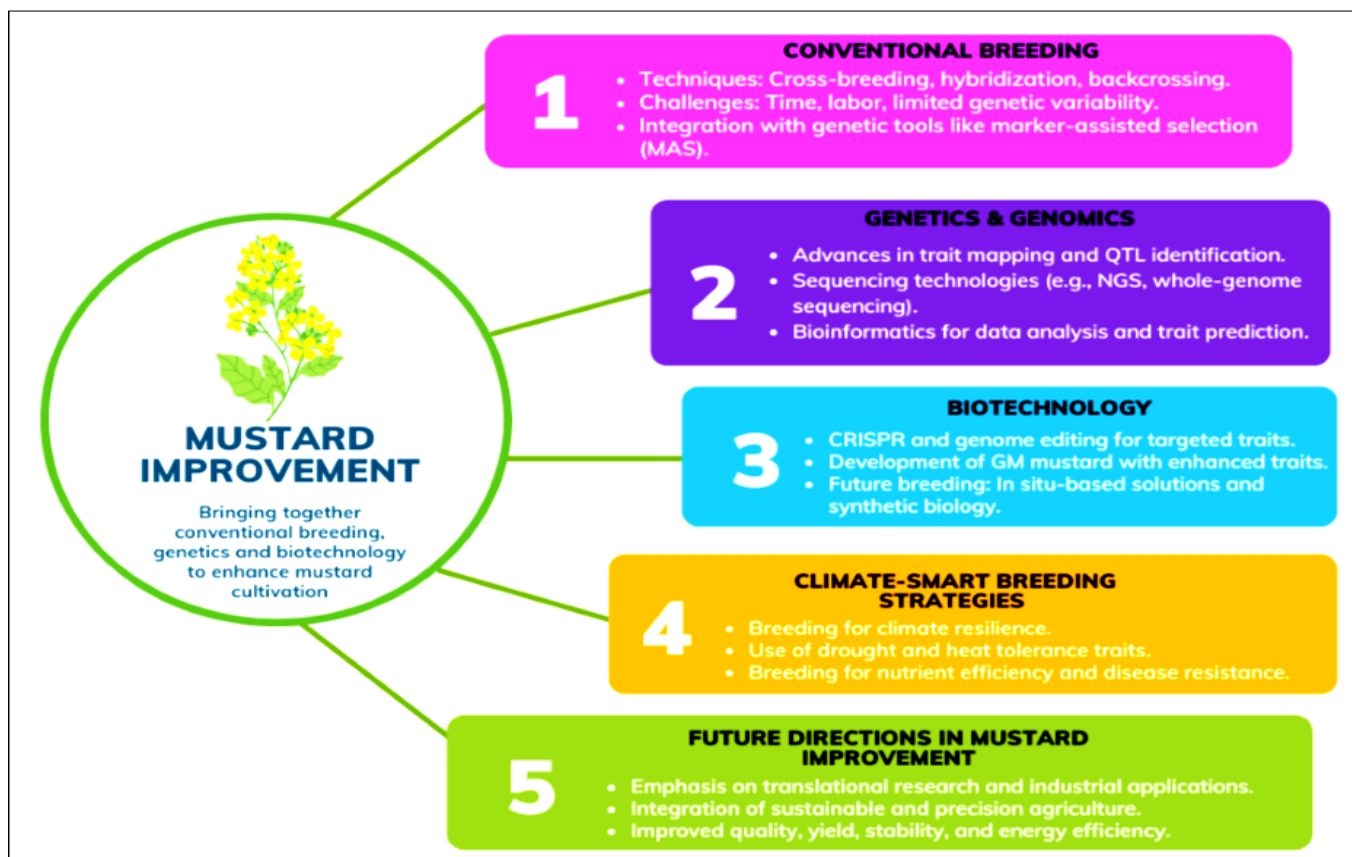 MUSTARD
IMPROVEMENT
Bringing together
conventional breeding,
genetics and biotechnology
to enhance mustard
cultivation
1
CONVENTIONAL BREEDING
• Techniques: Cross-breeding, hybridization, backcrossing.
• Challenges: Time, labor, limited genetic variability.
• Integration with genetic tools like marker-assisted selection
(MAS).
2
GENETICS & GENOMICS
• Advances in trait mapping and QTL identification.
• Sequencing technologies (e.g., NGS, whole-genome
sequencing).
• Bioinformatics for data analysis and trait prediction.
3
BIOTECHNOLOGY
• CRISPR and genome editing for targeted traits.
• Development of GM mustard with enhanced traits.
• Future breeding: In situ-based solutions and
synthetic biology.
4
CLIMATE-SMART BREEDING
STRATEGIES
• Breeding for climate resilience.
• Use of drought and heat tolerance traits.
• Breeding for nutrient efficiency and disease resistance.
5
FUTURE DIRECTIONS IN MUSTARD
IMPROVEMENT
• Emphasis on translational research and industrial applications.
• Integration of sustainable and precision agriculture.
• Improved quality, yield, stability, and energy efficiency.